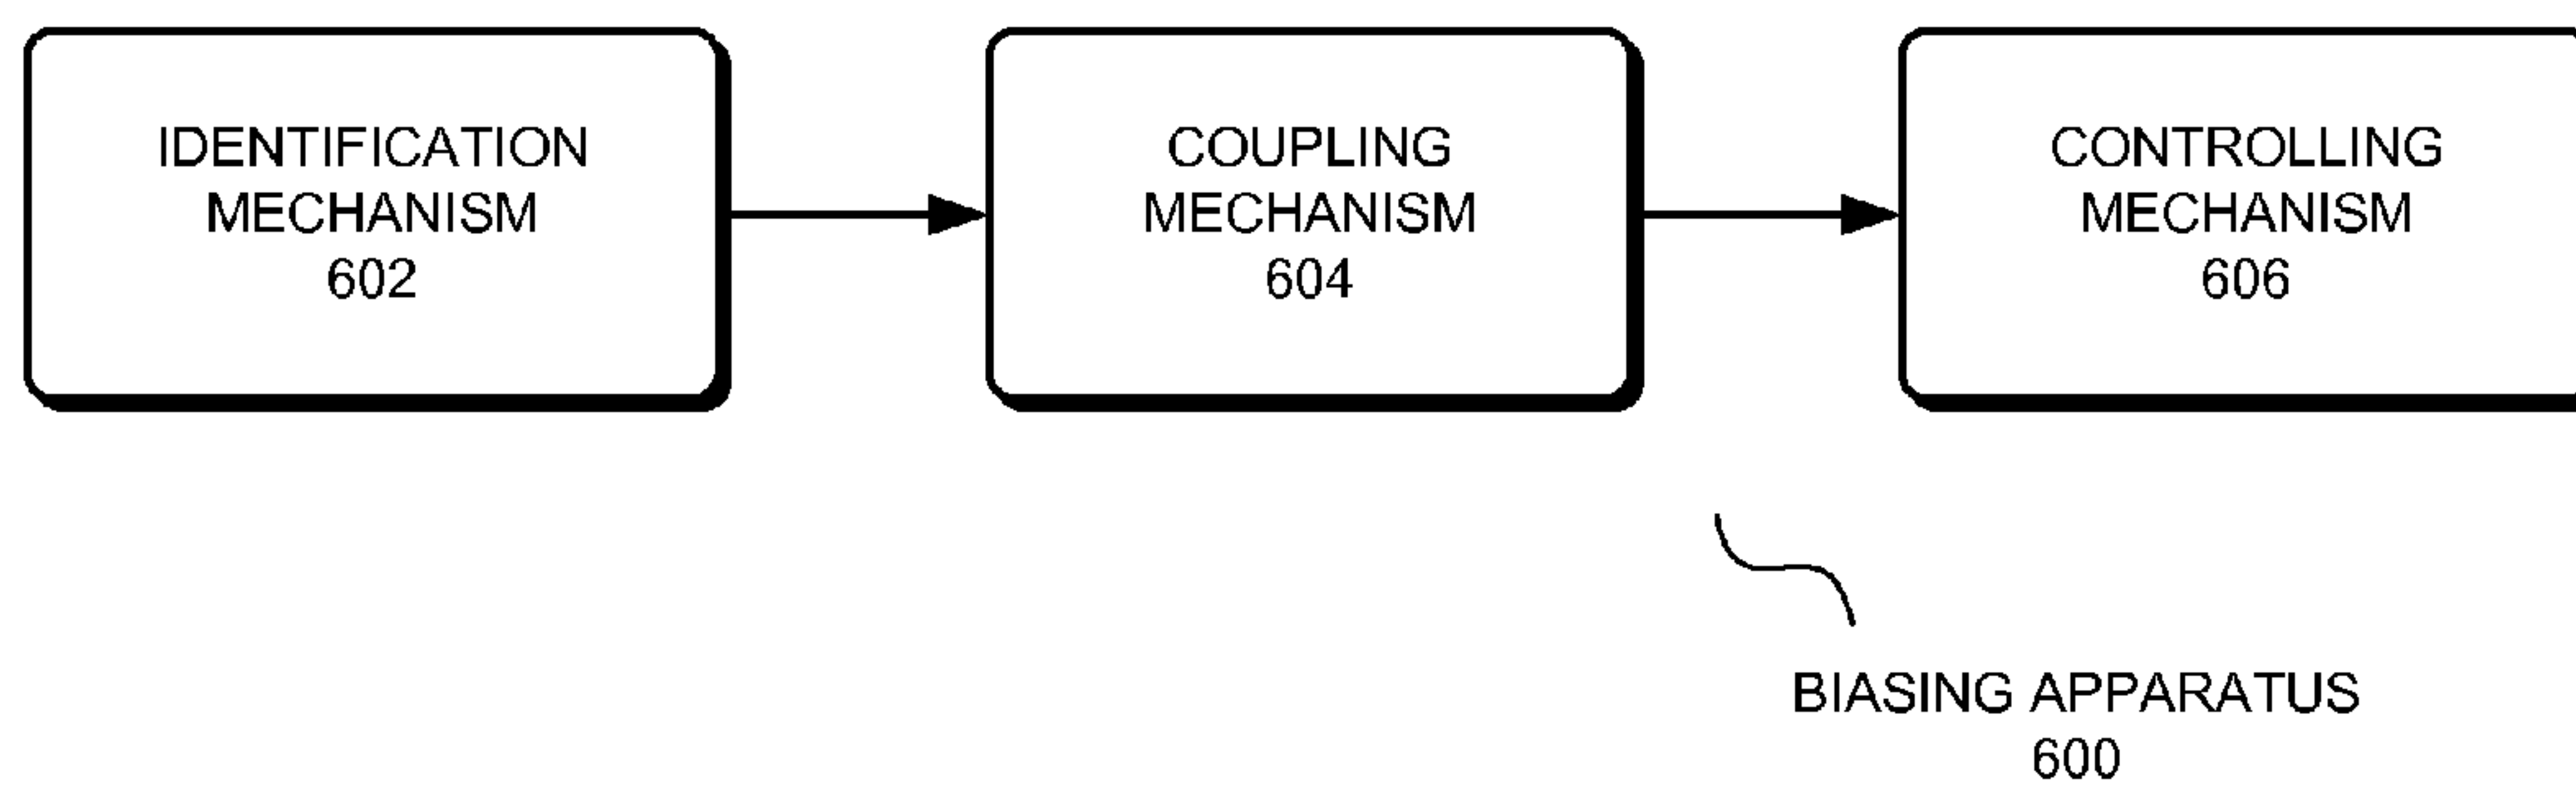 IDENTIFICATION
MECHANISM
602
COUPLING
MECHANISM
604
CONTROLLING
MECHANISM
606
BIASING APPARATUS
600